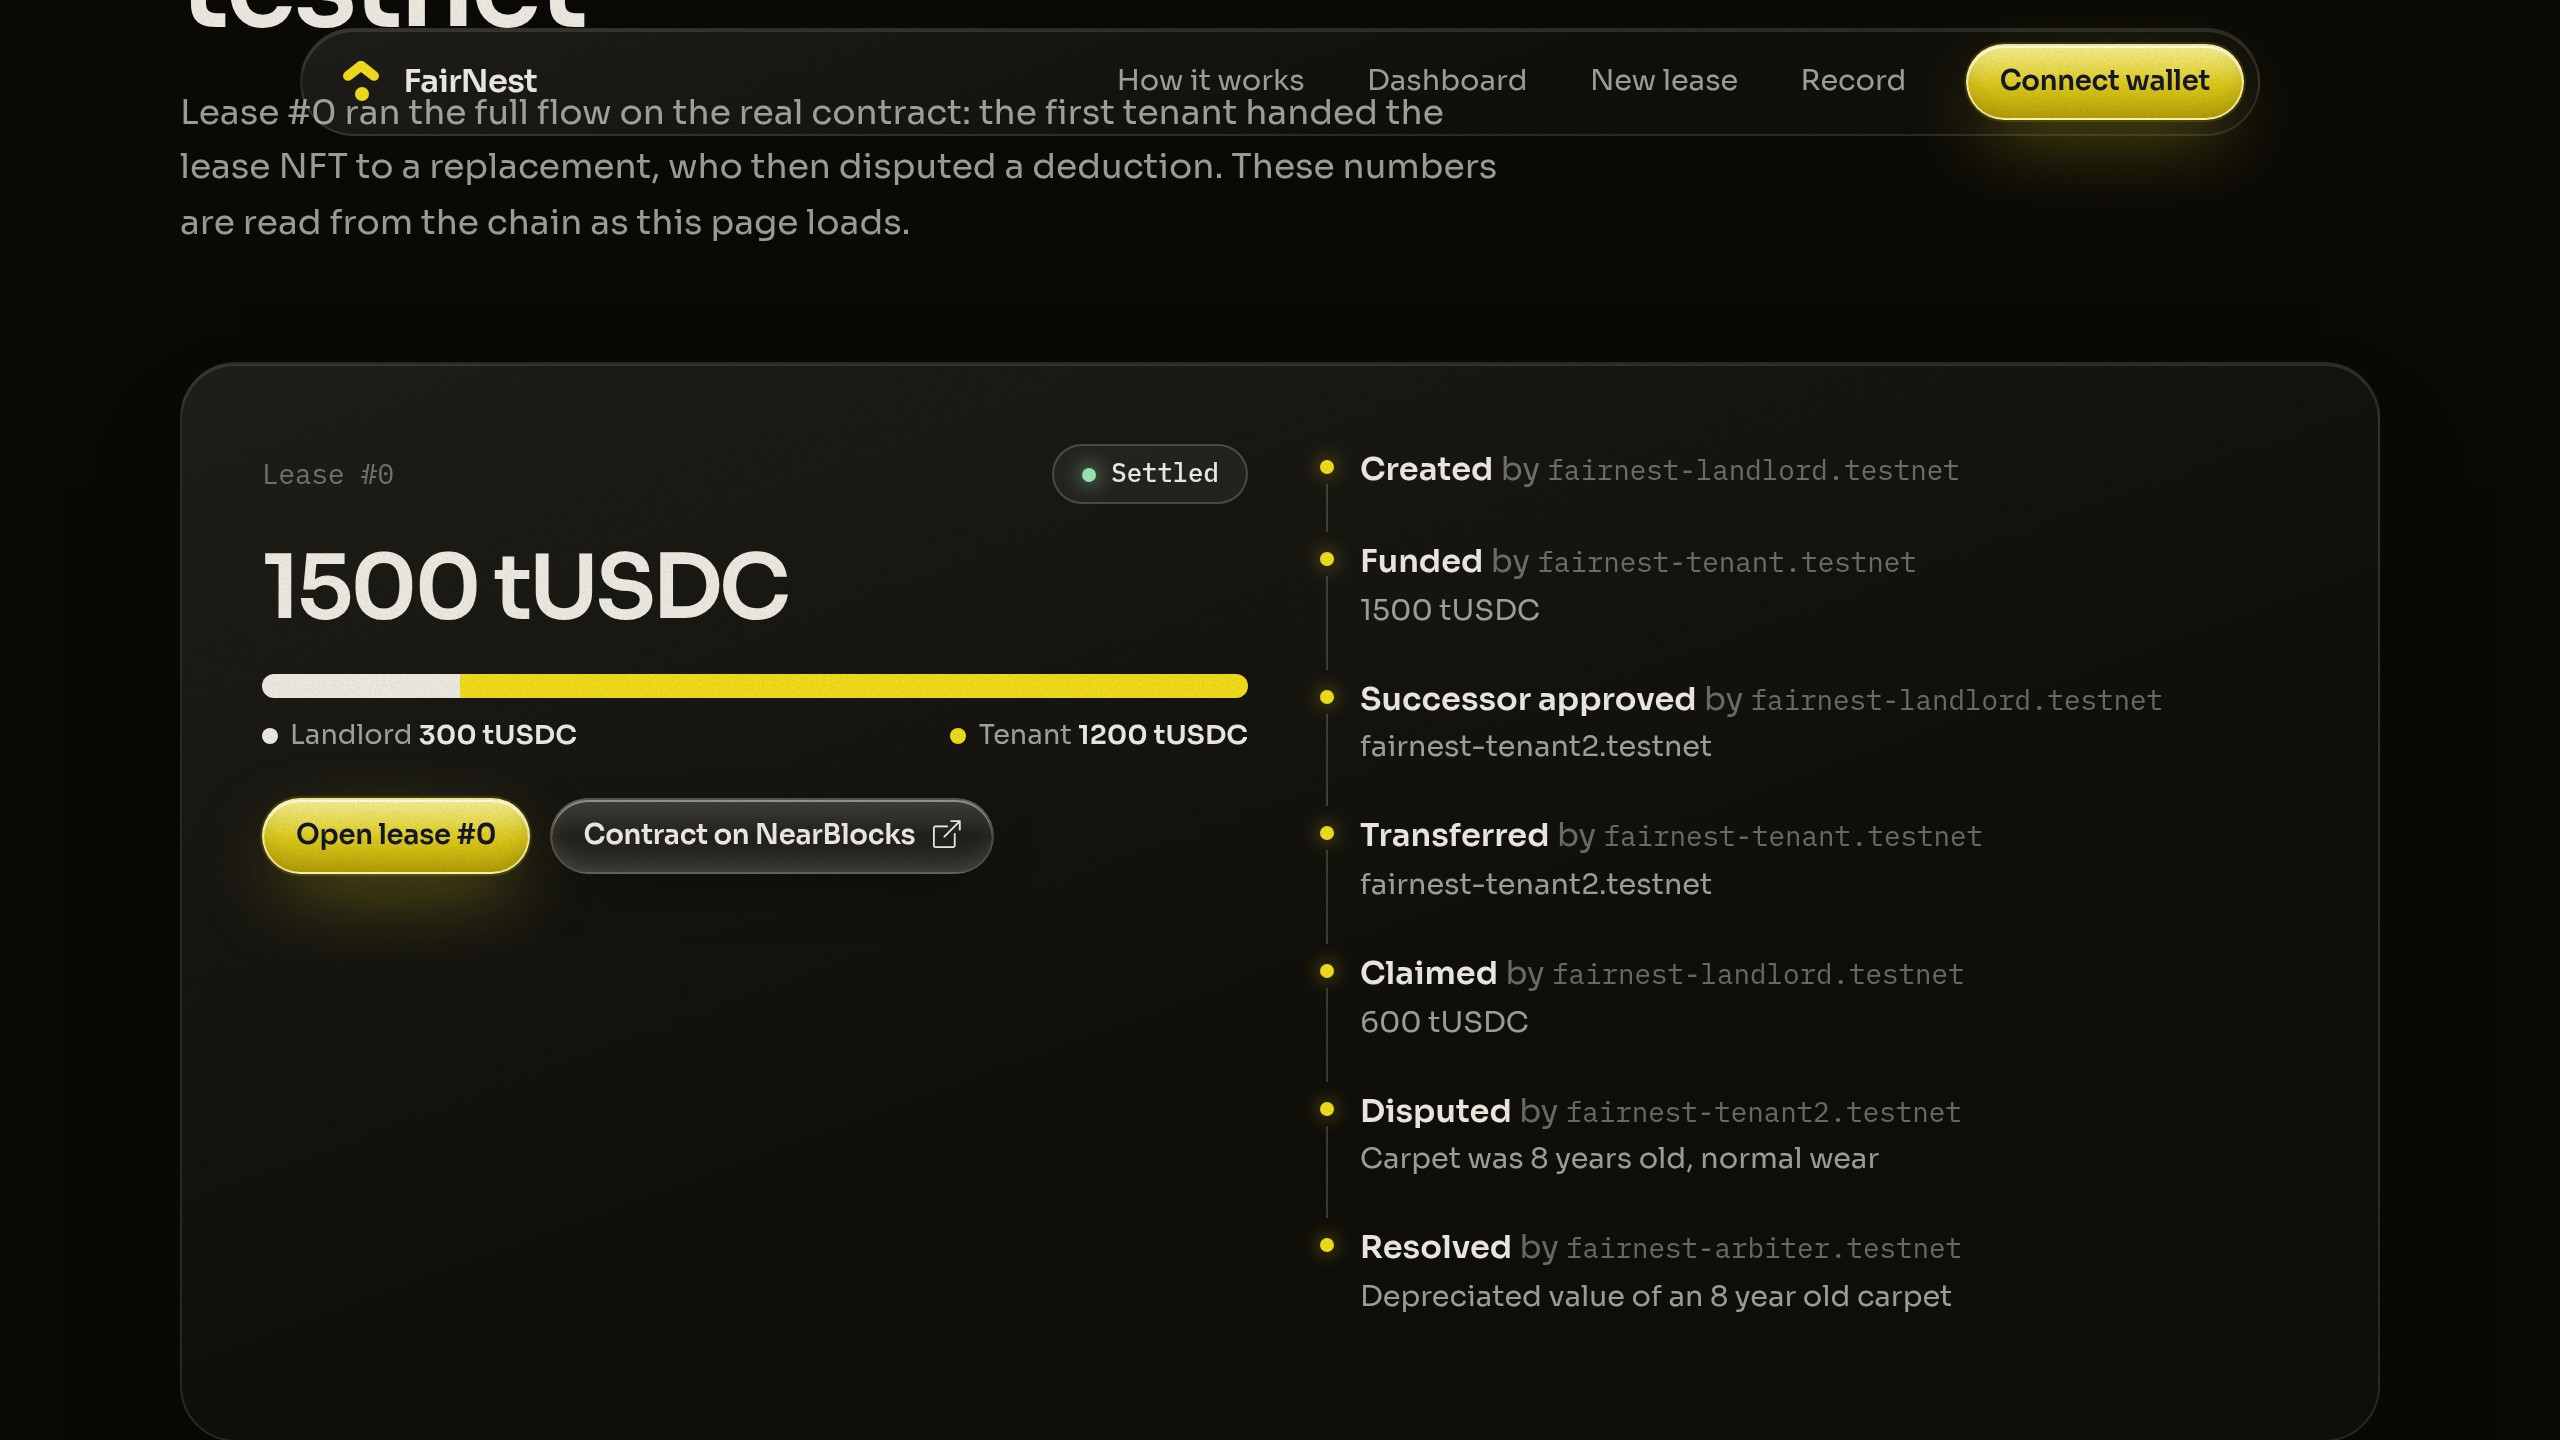 testnet
FairNest
How it works
Dashboard
New lease
Record
Connect wallet
Lease #0 ran the full flow on the real contract: the first tenant handed the
lease NFT to a replacement, who then disputed a deduction. These numbers
are read from the chain as this page loads.
Lease #0
Settled
1500 tUSDC
Landlord 300 tUSDC
Tenant 1200 tUSDC
Open lease #0
Contract on NearBlocks
Created by fairnest-landlord.testnet
Funded by fairnest-tenant.testnet
1500 tUSDC
Successor approved by fairnest-landlord.testnet
fairnest-tenant2.testnet
Transferred by fairnest-tenant.testnet
fairnest-tenant2.testnet
Claimed by fairnest-landlord.testnet
600 tUSDC
Disputed by fairnest-tenant2.testnet
Carpet was 8 years old, normal wear
Resolved by fairnest-arbiter.testnet
Depreciated value of an 8 year old carpet